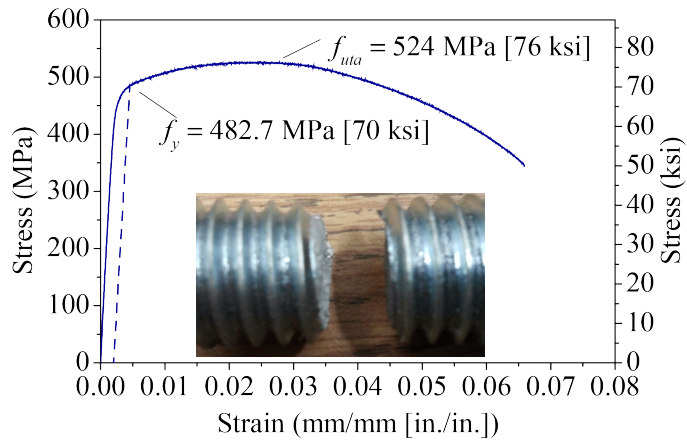 600
500
400
300
200
100
0
Stress (MPa)
f_uta = 524 MPa [76 ksi]
f_y = 482.7 MPa [70 ksi]
80
70
60
50
40
30
20
10
0
Stress (ksi)
0.00 0.01 0.02 0.03 0.04 0.05 0.06 0.07 0.08
Strain (mm/mm [in./in.])